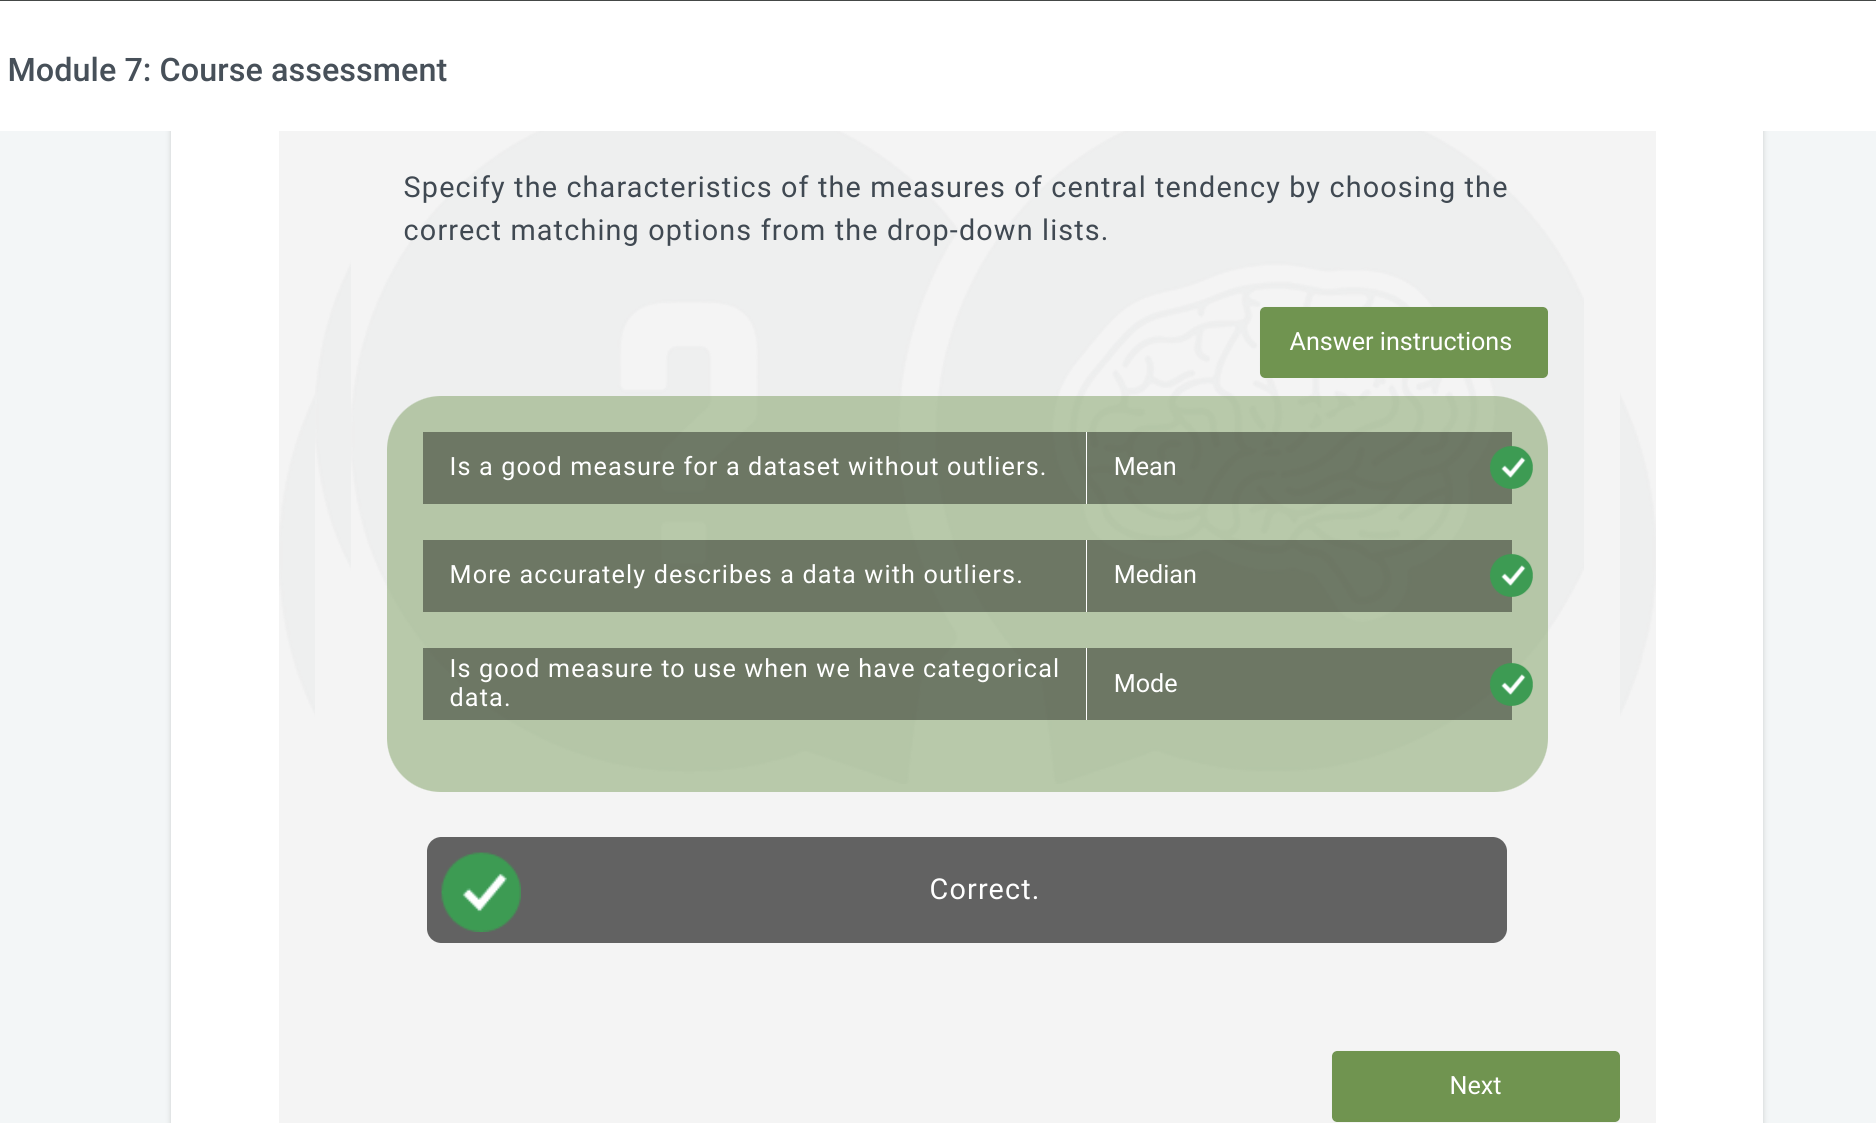 Module 7: Course assessment
Specify the characteristics of the measures of central tendency by choosing the
correct matching options from the drop-down lists.
Answer instructions
Is a good measure for a dataset without outliers.
Mean
More accurately describes a data with outliers.
Median
Is good measure to use when we have categorical
data.
Mode
Correct.
Next